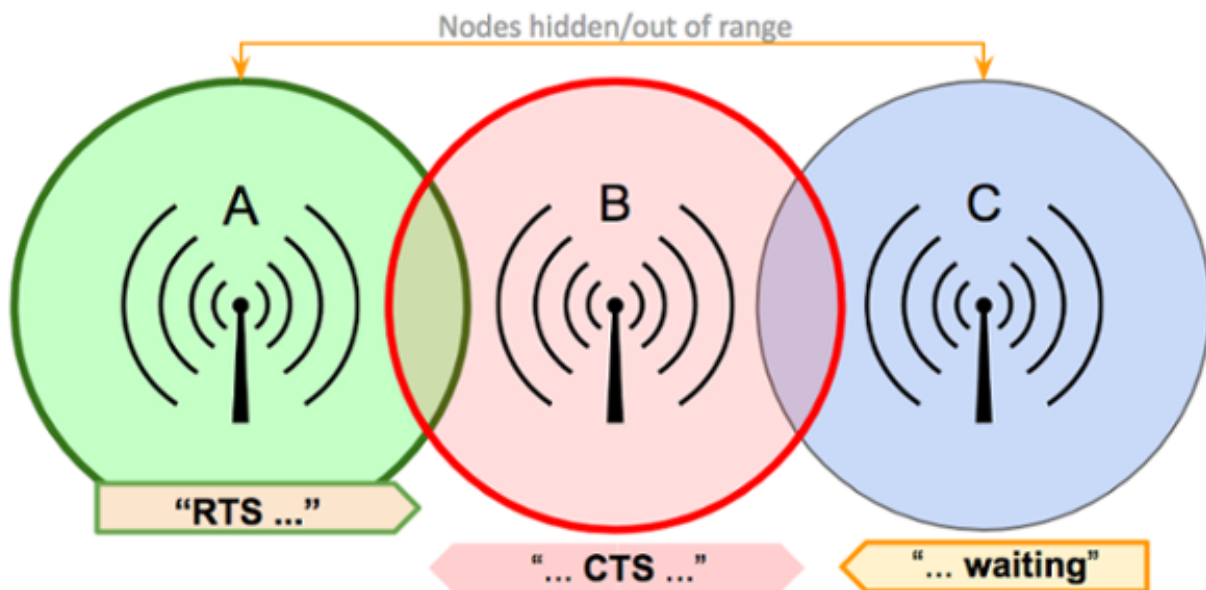 Nodes hidden/out of range
A
B
C
“RTS ...”
“... CTS ...”
“... waiting”